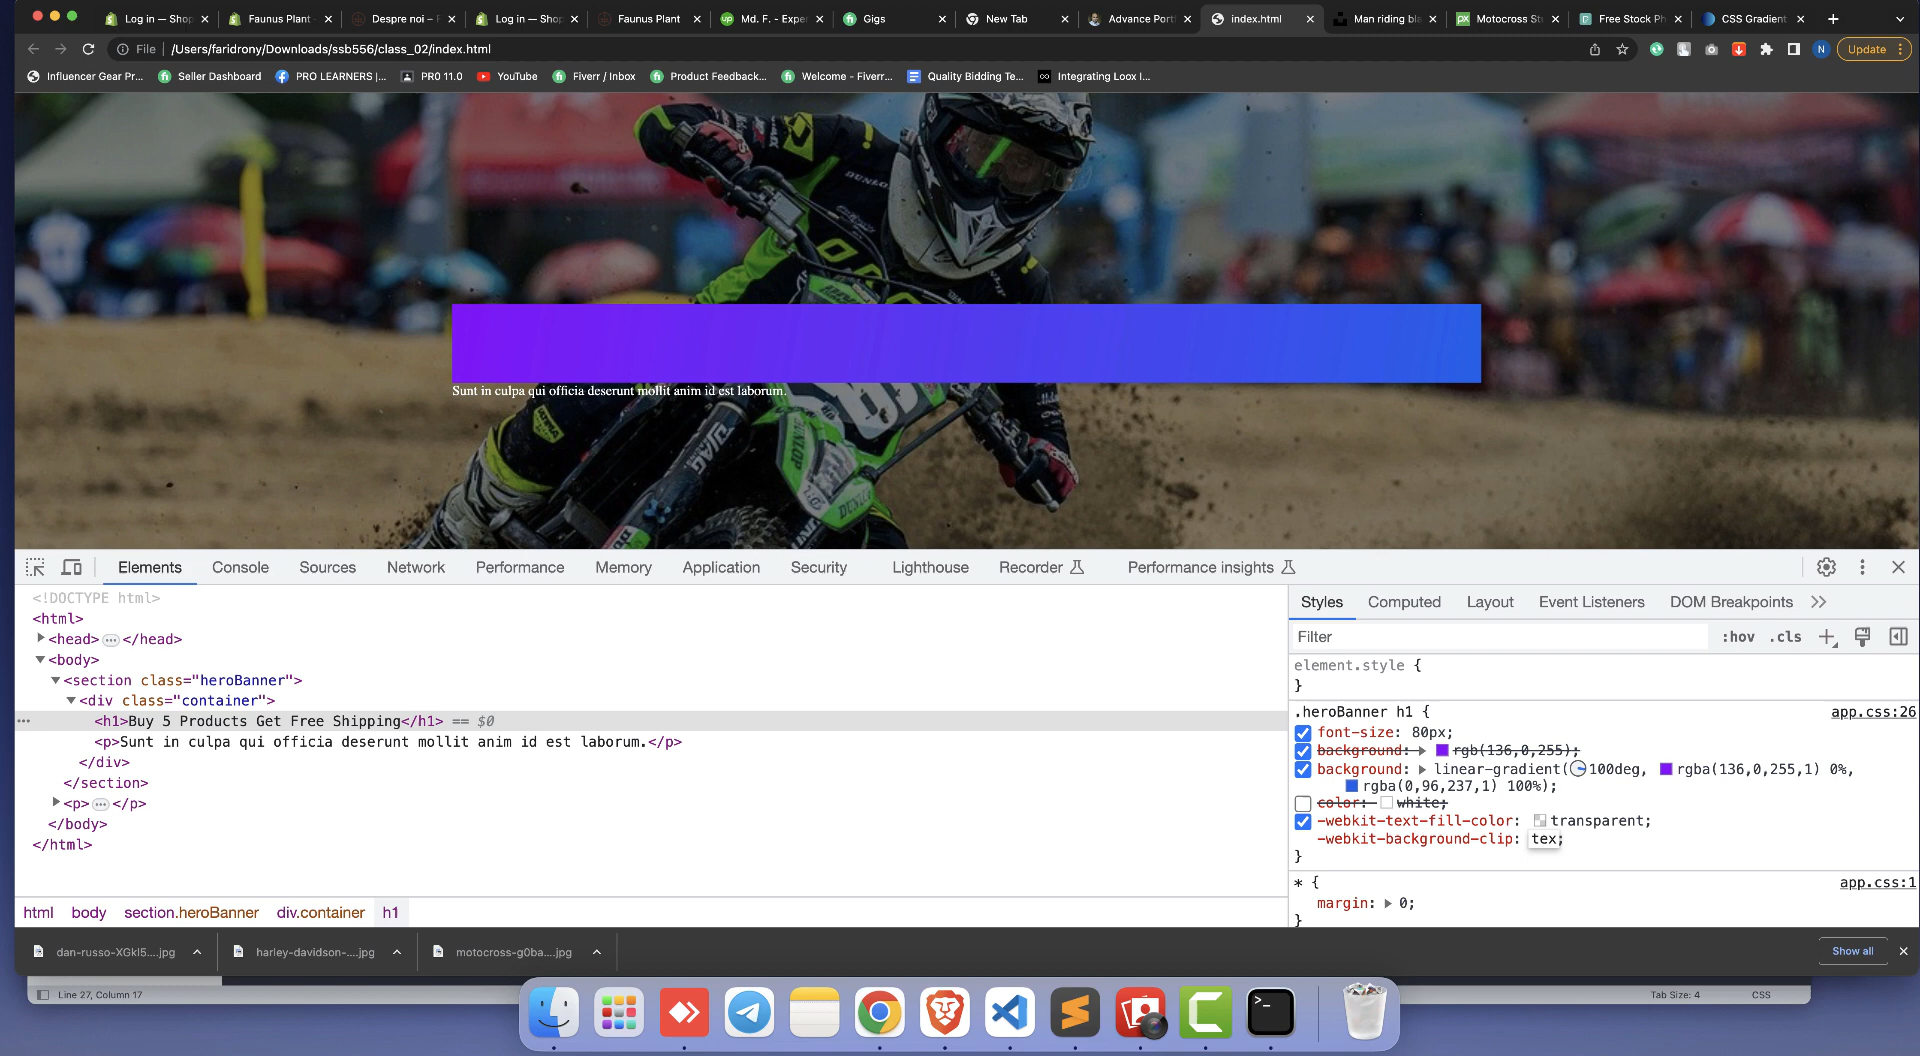 Log in — Shop
Faunus Plant
Despre noi – F
Log in — Shop
Faunus Plant
Md. F. - Exper
Gigs
New Tab
Advance Portf
index.html
Man riding bla
Motocross Sto
Free Stock Ph
CSS Gradient
File
/Users/faridrony/Downloads/ssb556/class_02/index.html
N
Update
Influencer Gear Pr...
Seller Dashboard
PRO LEARNERS |...
PRO 11.0
YouTube
Fiverr / Inbox
Product Feedback...
Welcome - Fiverr...
Quality Bidding Te...
Integrating Loox I...
DUNLOP
Sunt in culpa qui officia deserunt mollit anim id est laborum.
Elements
Console
Sources
Network
Performance
Memory
Application
Security
Lighthouse
Recorder
Performance insights
<!DOCTYPE html>
<html>
<head> ... </head>
<body>
<section class="heroBanner">
<div class="container">
<h1>Buy 5 Products Get Free Shipping</h1> == $0
<p>Sunt in culpa qui officia deserunt mollit anim id est laborum.</p>
</div>
</section>
<p> ... </p>
</body>
</html>
html body section.heroBanner div.container h1
Styles
Computed
Layout
Event Listeners
DOM Breakpoints
Filter
:hov .cls
element.style {
}
.heroBanner h1 {
app.css:26
font-size: 80px;
background: rgb(136,0,255);
background: linear-gradient(100deg, rgba(136,0,255,1) 0%,
rgba(0,96,237,1) 100%);
color: white;
-webkit-text-fill-color: transparent;
-webkit-background-clip: tex;
}
* {
app.css:1
margin: 0;
}
dan-russo-XGkI5....jpg
harley-davidson-....jpg
motocross-g0ba....jpg
Show all
Line 27, Column 17
Tab Size: 4
CSS